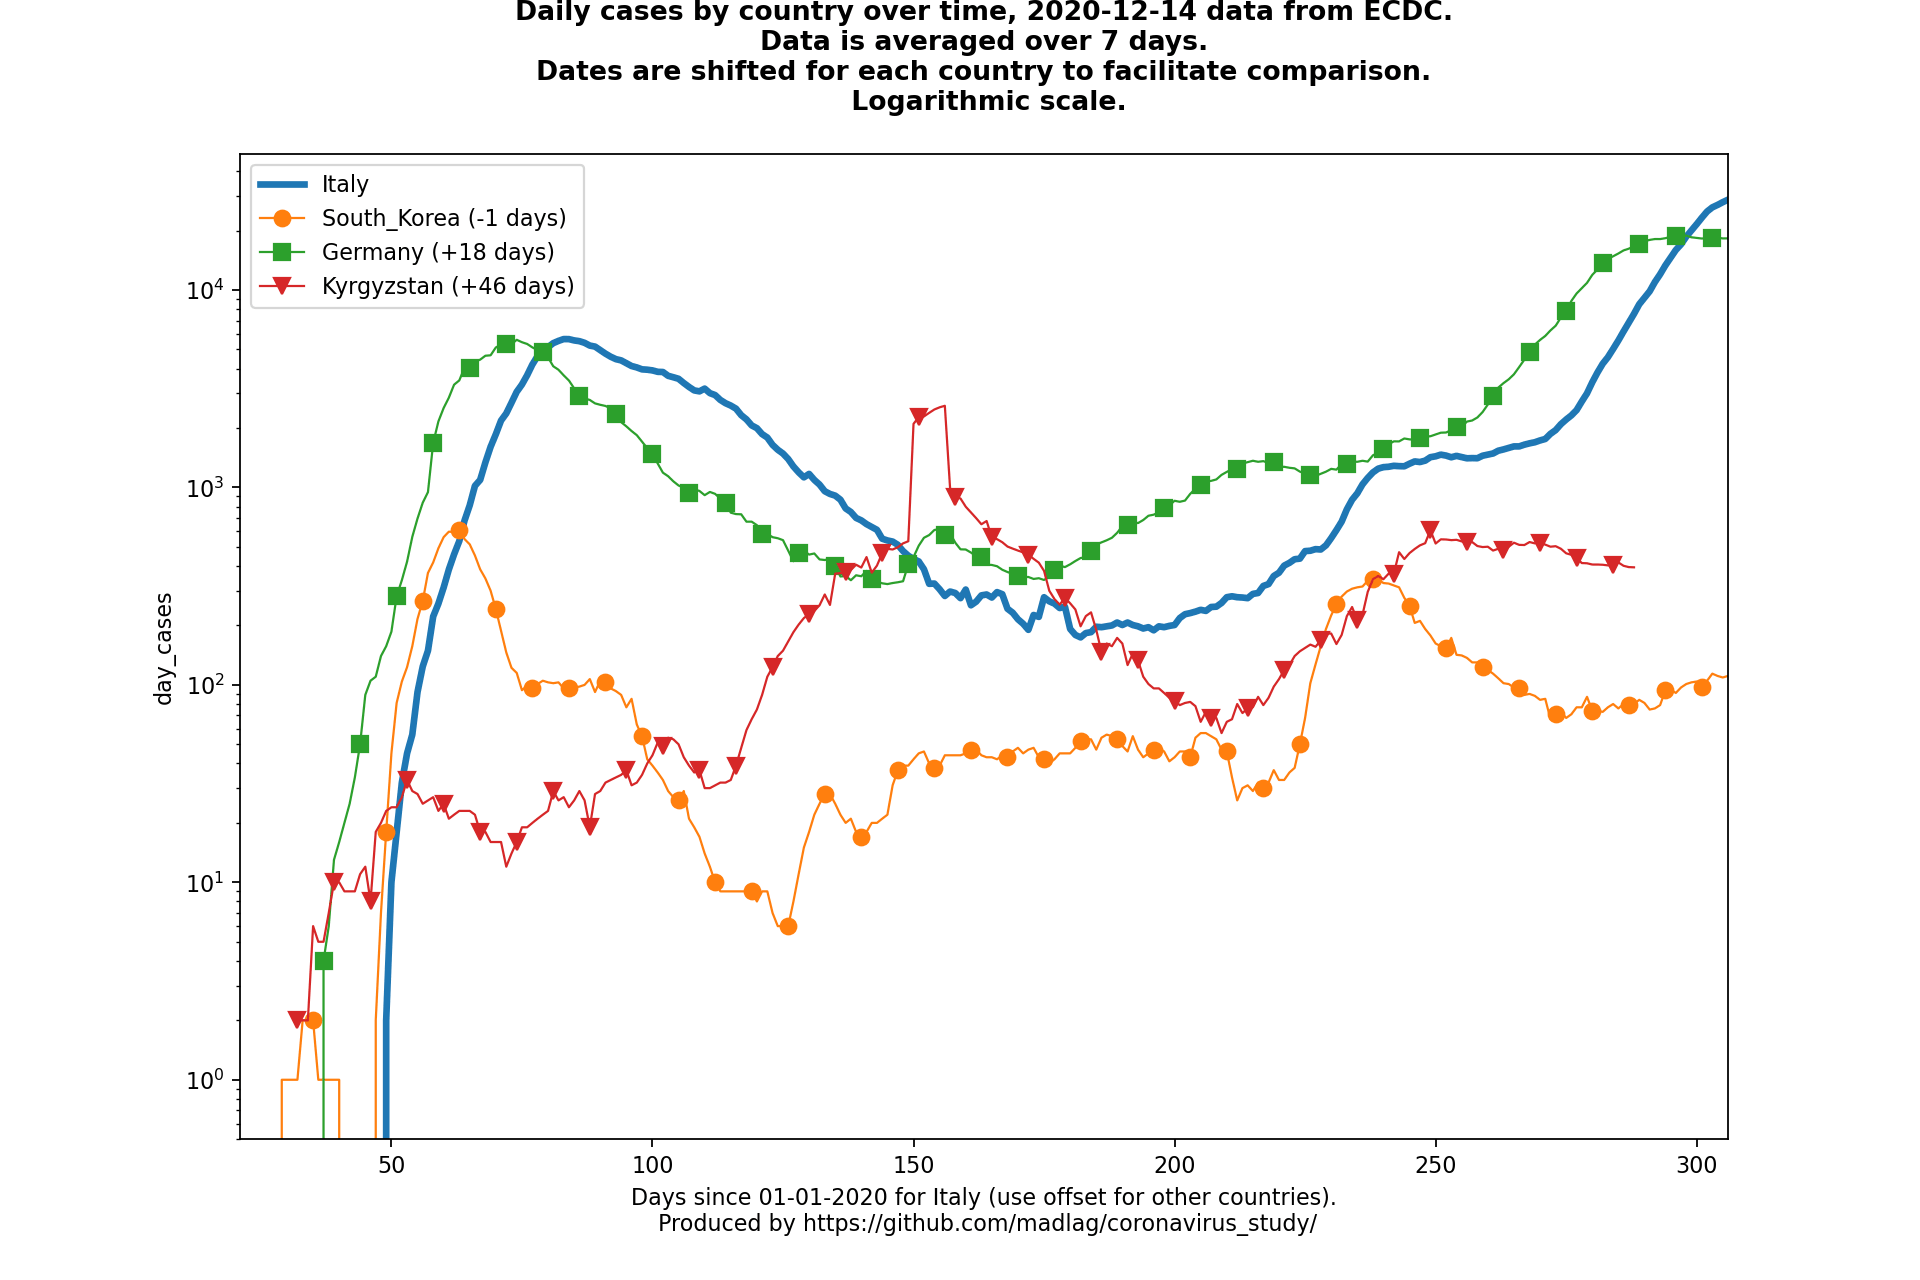 Daily cases by country over time, 2020-12-14 data from ECDC.
Data is averaged over 7 days.
Dates are shifted for each country to facilitate comparison.
Logarithmic scale.
Italy
South_Korea (-1 days)
Germany (+18 days)
Kyrgyzstan (+46 days)
10⁴
10³
10²
10¹
10⁰
day_cases
50 100 150 200 250 300
Days since 01-01-2020 for Italy (use offset for other countries).
Produced by https://github.com/madlag/coronavirus_study/